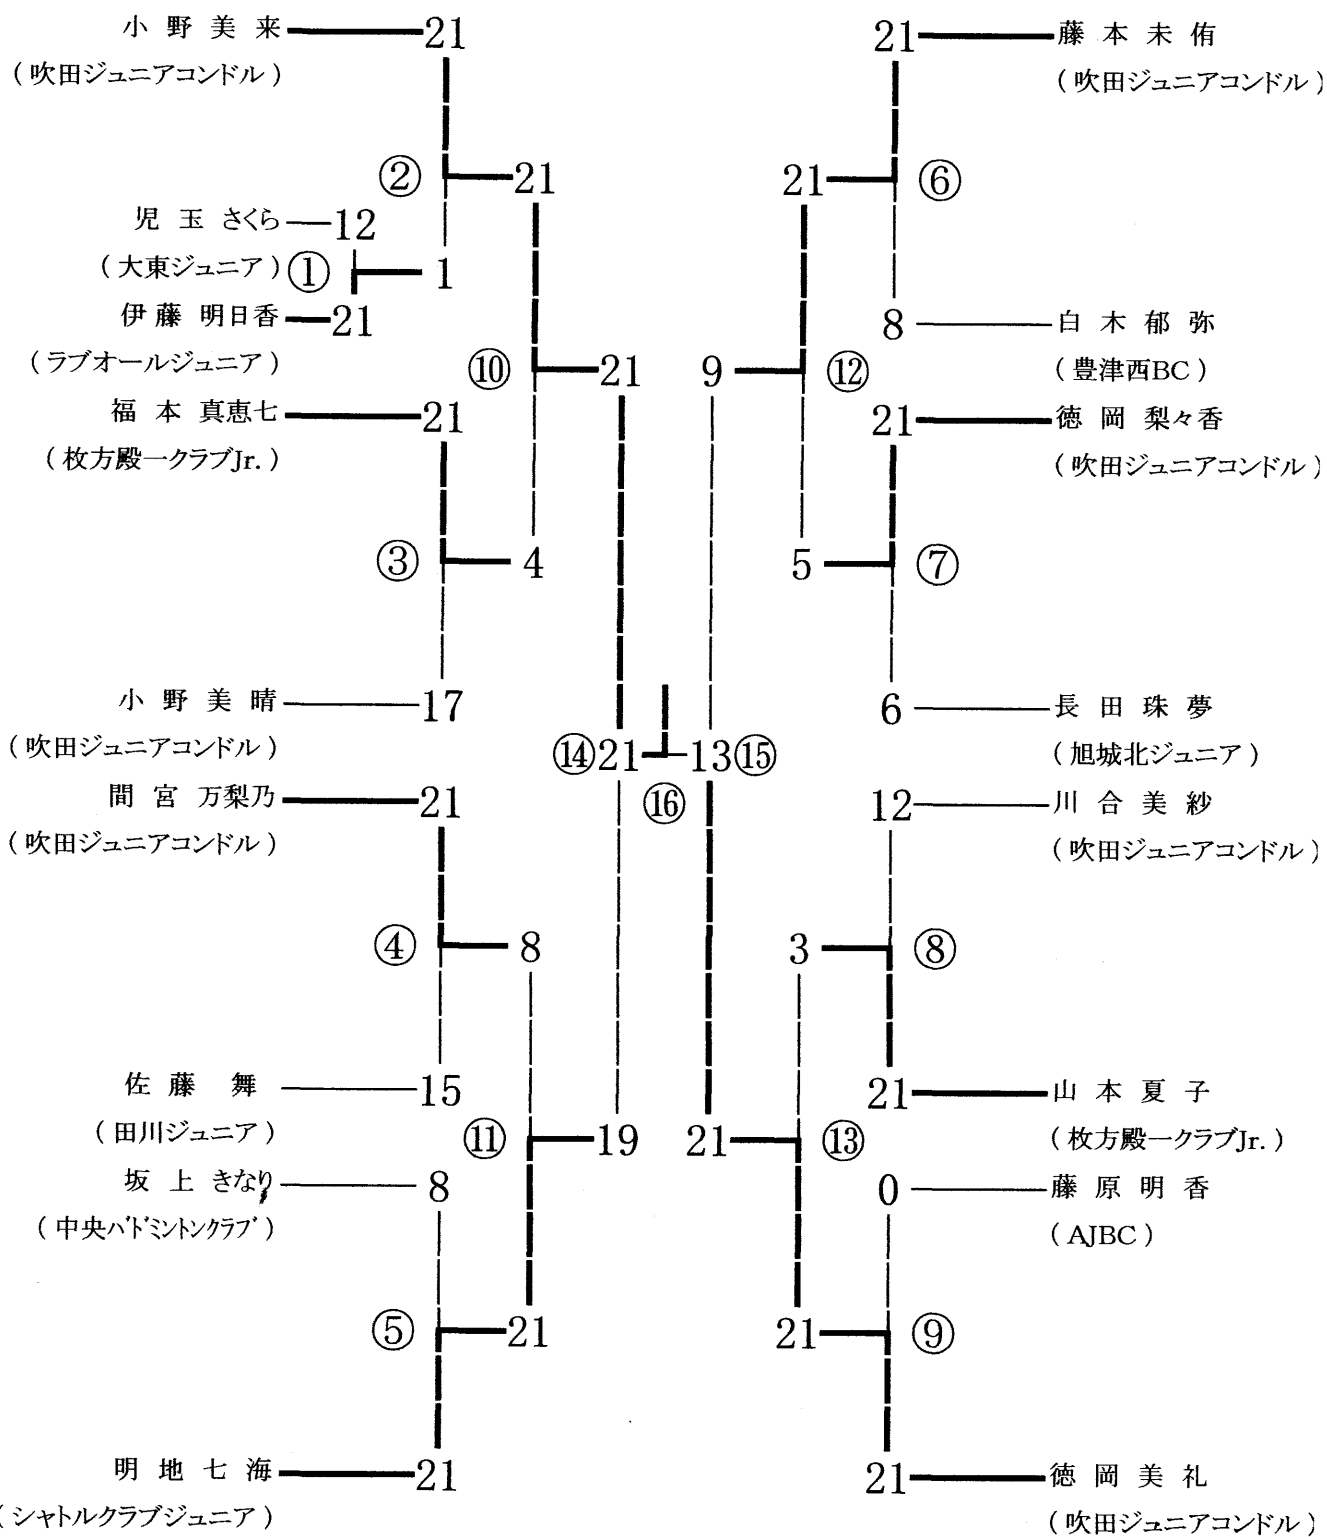 小野美来 21
(吹田ジュニアコンドル)
② 21
児玉さくら 12
(大東ジュニア) ① 1
伊藤明日香 21
(ラブオールジュニア)
⑩ 21
福本真恵七 21
(枚方殿一クラブJr.)
③ 4
小野美晴 17
(吹田ジュニアコンドル)
間宮万梨乃 21
(吹田ジュニアコンドル)
④ 8
佐藤舞 15
(田川ジュニア)
⑪ 19
坂上きなり 8
(中央バドミントンクラブ)
⑤ 21
明地七海 21
(シャトルクラブジュニア)
⑭ 21 13 ⑮
⑯
21 藤本未侑
(吹田ジュニアコンドル)
21 ⑥
8 白木郁弥
(豊津西BC)
9 ⑫
21 徳岡梨々香
(吹田ジュニアコンドル)
5 ⑦
6 長田珠夢
(旭城北ジュニア)
12 川合美紗
(吹田ジュニアコンドル)
3 ⑧
21 山本夏子
(枚方殿一クラブJr.)
21 ⑬
0 藤原明香
(AJBC)
21 ⑨
21 徳岡美礼
(吹田ジュニアコンドル)